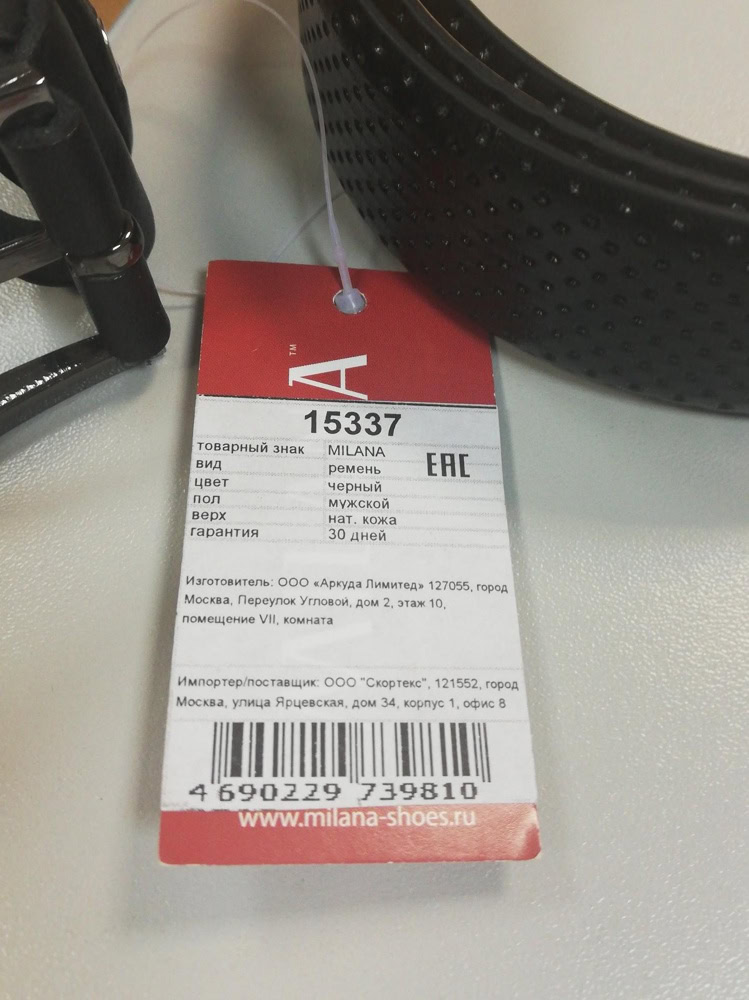 A™
15337
товарный знак MILANA
вид ремень
цвет черный
пол мужской
верх нат. кожа
гарантия 30 дней
EAC
Изготовитель: ООО «Аркуда Лимитед» 127055, город
Москва, Переулок Угловой, дом 2, этаж 10,
помещение VII, комната
Импортер/поставщик: ООО "Скортекс", 121552, город
Москва, улица Ярцевская, дом 34, корпус 1, офис 8
4 690229 739810
www.milana-shoes.ru